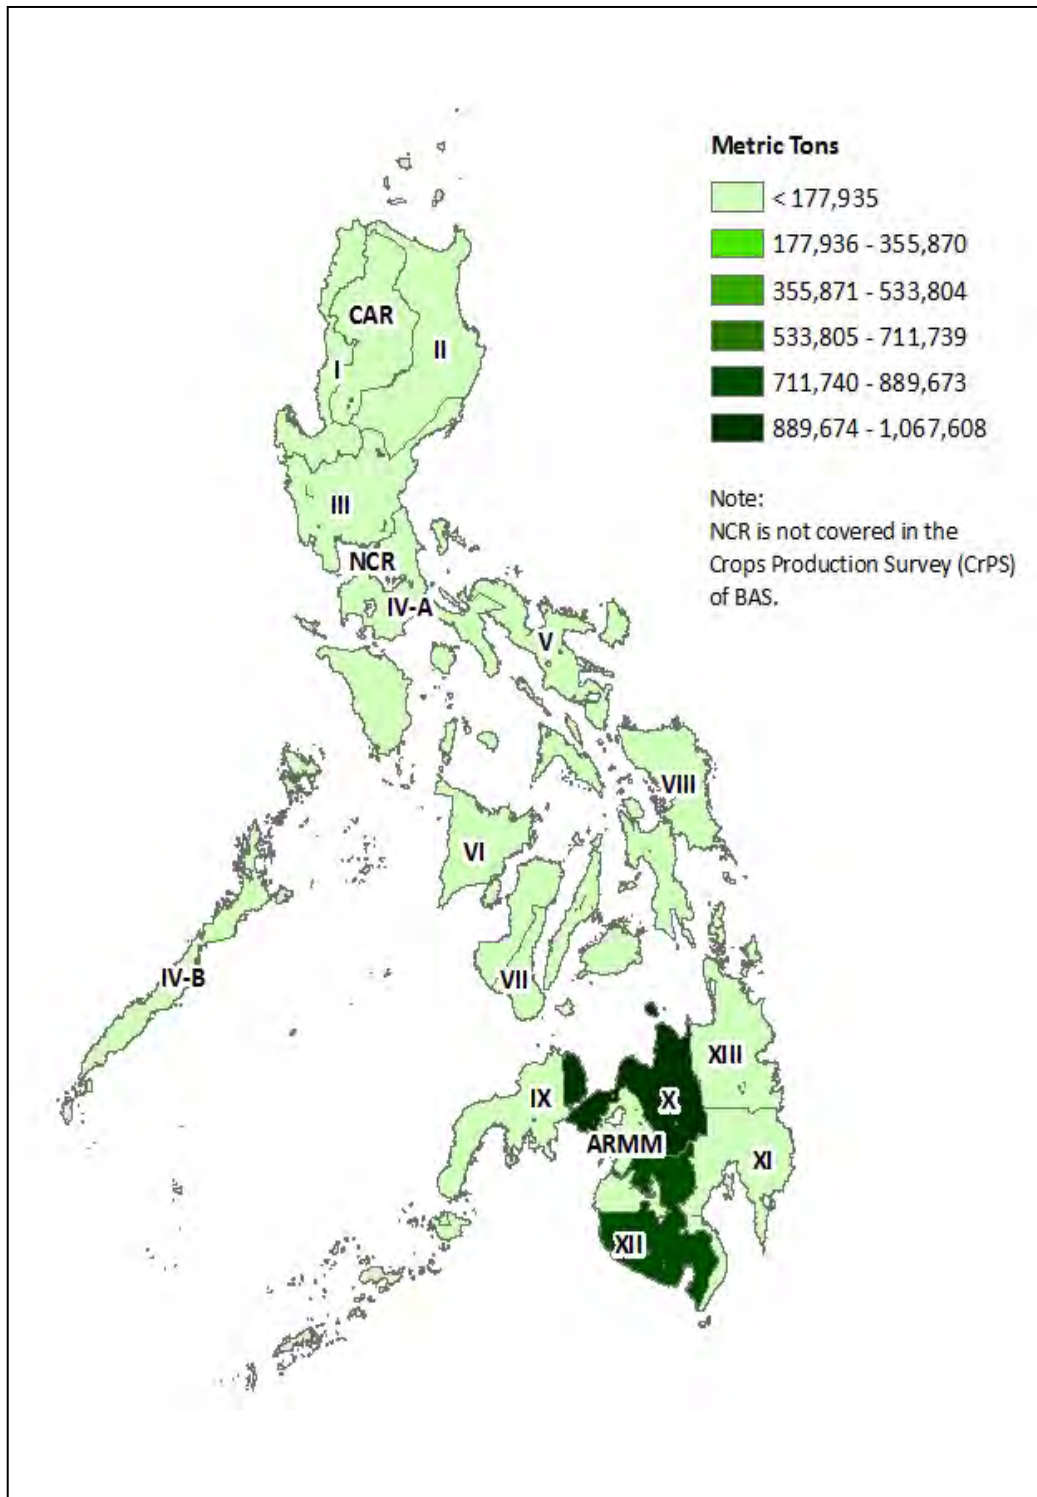 Metric Tons
< 177,935
177,936 - 355,870
355,871 - 533,804
533,805 - 711,739
711,740 - 889,673
889,674 - 1,067,608
Note:
NCR is not covered in the
Crops Production Survey (CrPS)
of BAS.
CAR
II
I
III
NCR
IV-A
V
VIII
VI
IV-B
VII
XIII
IX
X
ARMM
XI
XII